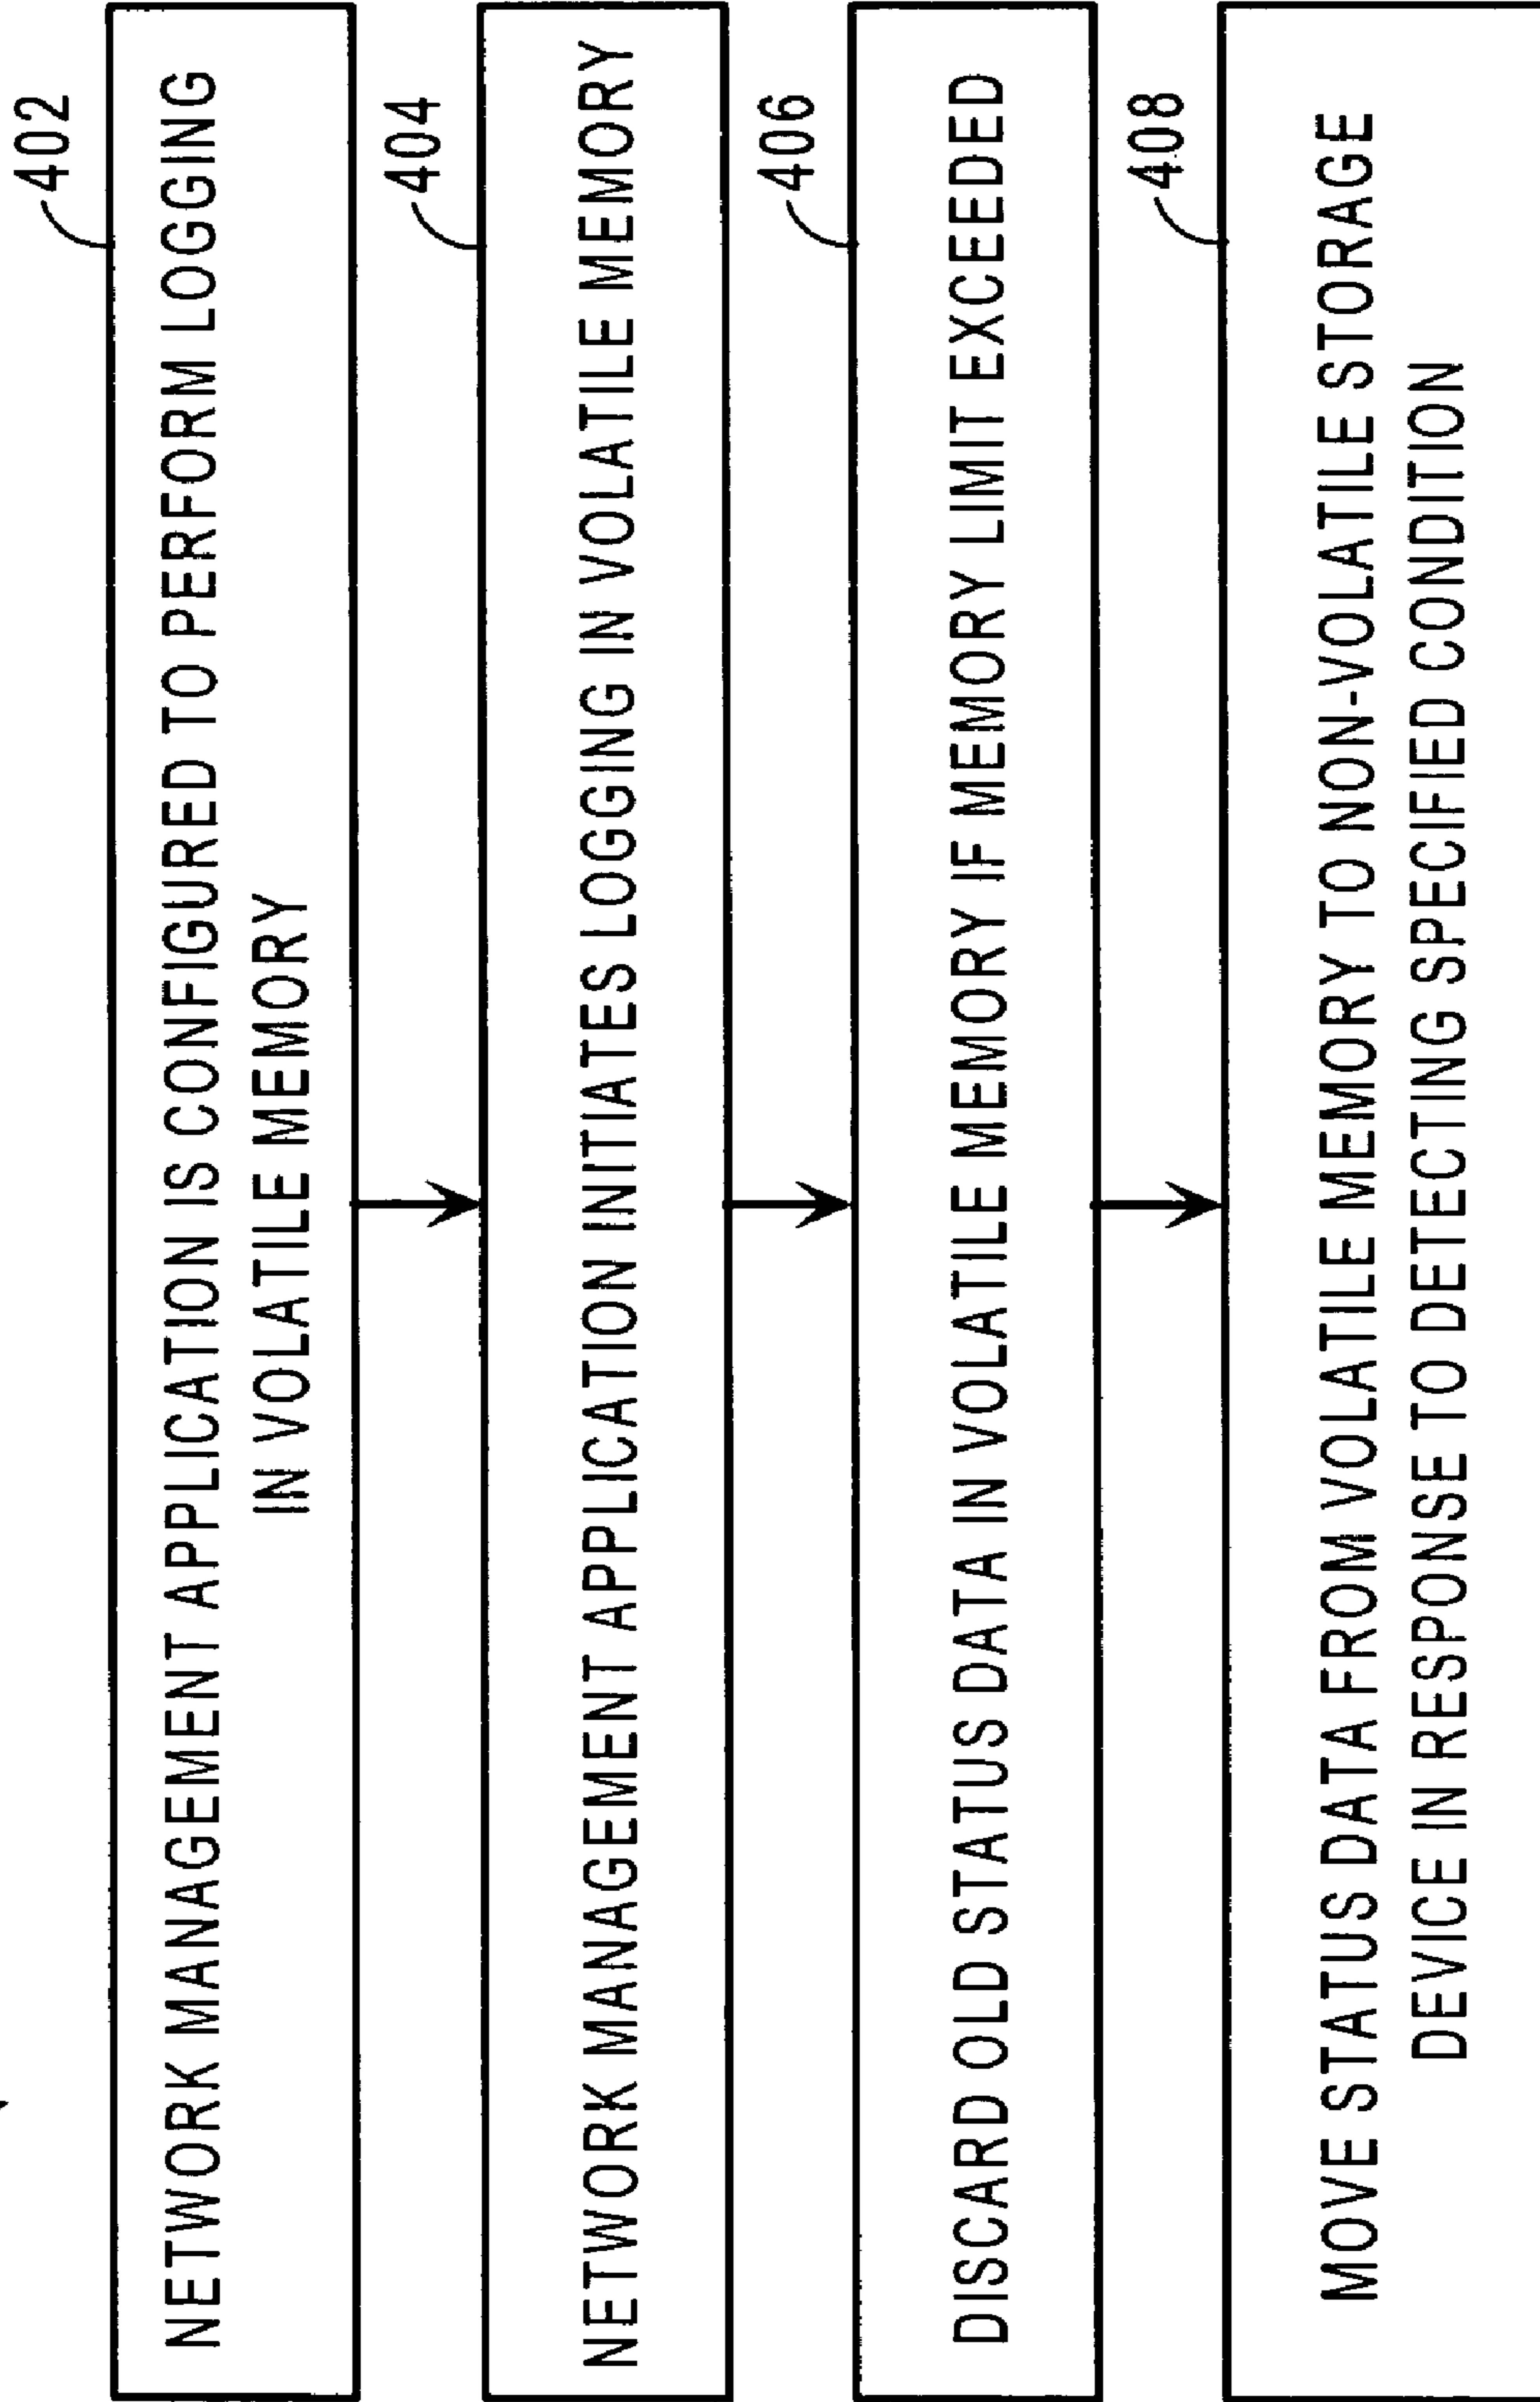 402
NETWORK MANAGEMENT APPLICATION IS CONFIGURED TO PERFORM LOGGING
IN VOLATILE MEMORY
404
NETWORK MANAGEMENT APPLICATION INITIATES LOGGING IN VOLATILE MEMORY
406
DISCARD OLD STATUS DATA IN VOLATILE MEMORY IF MEMORY LIMIT EXCEEDED
408
MOVE STATUS DATA FROM VOLATILE MEMORY TO NON-VOLATILE STORAGE
DEVICE IN RESPONSE TO DETECTING SPECIFIED CONDITION